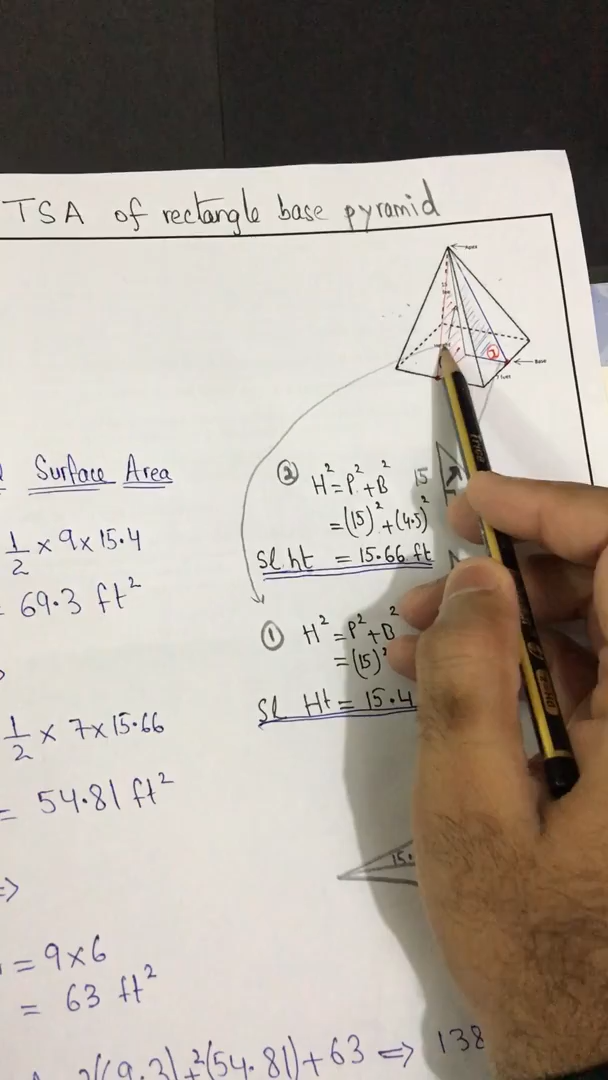 TSA of rectangle base pyramid
Apex
Base
Surface Area
1/2 × 9 × 15.4
= 69.3 ft²
1/2 × 7 × 15.66
= 54.81 ft²
=>
= 9 × 6
= 63 ft²
+ 2(54.81) + 63 => 138
② H² = P² + B²
= (15)² + (4.5)²
Sl ht = 15.66 ft
15
① H² = P² + B²
= (15)²
Sl Ht = 15.4
15.